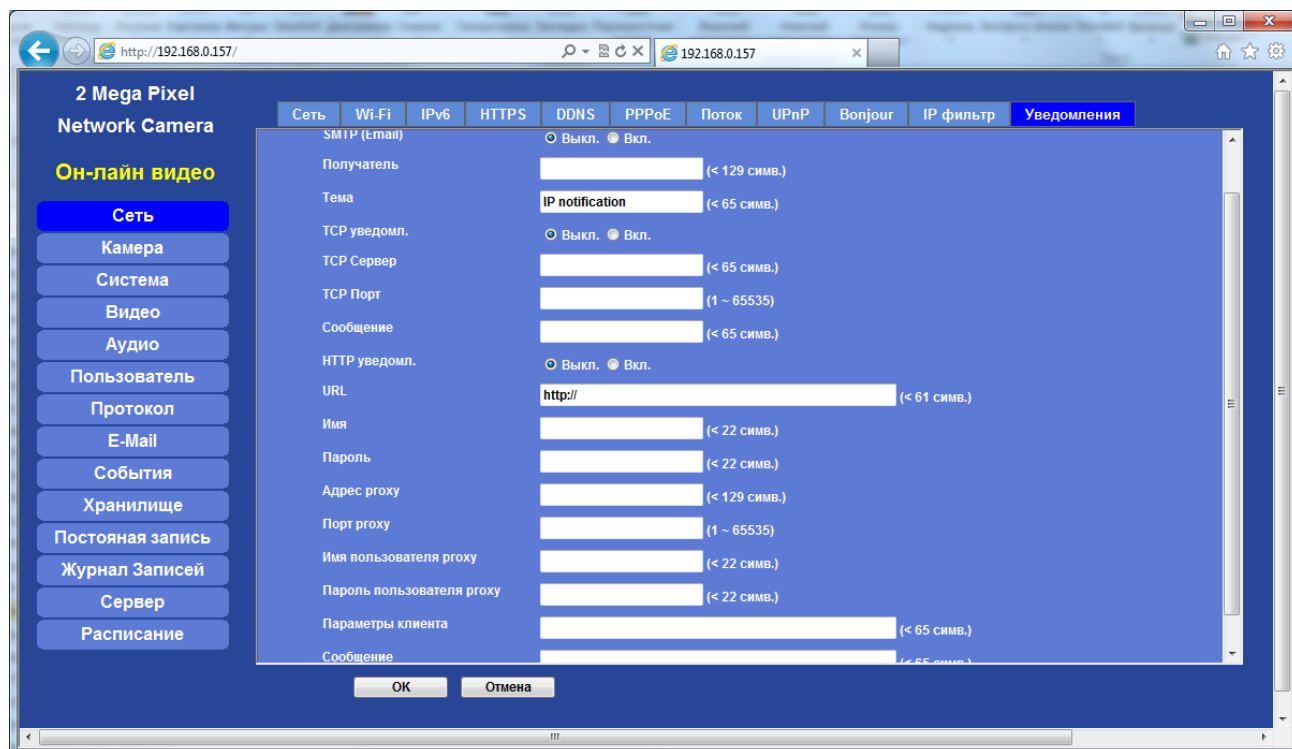 http://192.168.0.157/
192.168.0.157
2 Mega Pixel
Network Camera
Он-лайн видео
Сеть
Камера
Система
Видео
Аудио
Пользователь
Протокол
E-Mail
События
Хранилище
Постояная запись
Журнал Записей
Сервер
Расписание
Сеть Wi-Fi IPv6 HTTPS DDNS PPPoE Поток UPnP Bonjour IP фильтр Уведомления
SMTP (Email) Выкл. Вкл.
Получатель (< 129 симв.)
Тема IP notification (< 65 симв.)
TCP уведомл. Выкл. Вкл.
TCP Сервер (< 65 симв.)
TCP Порт (1 ~ 65535)
Сообщение (< 65 симв.)
HTTP уведомл. Выкл. Вкл.
URL http:// (< 61 симв.)
Имя (< 22 симв.)
Пароль (< 22 симв.)
Адрес proxy (< 129 симв.)
Порт proxy (1 ~ 65535)
Имя пользователя proxy (< 22 симв.)
Пароль пользователя proxy (< 22 симв.)
Параметры клиента (< 65 симв.)
Сообщение (< 65 симв.)
OK Отмена